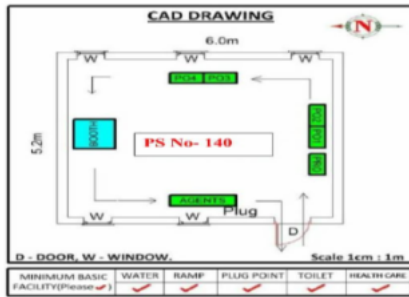 CAD DRAWING
N
6.0m
W W W
PO4 PO3
5.2m
BOOTH
PS No- 140
PO2 PO1
PRO
AGENTS
Plug
W W
D
D - DOOR, W - WINDOW. Scale 1cm : 1m
MINIMUM BASIC FACILITY(Please ✓) WATER RAMP PLUG POINT TOILET HEALTH CARE
✓ ✓ ✓ ✓ ✓